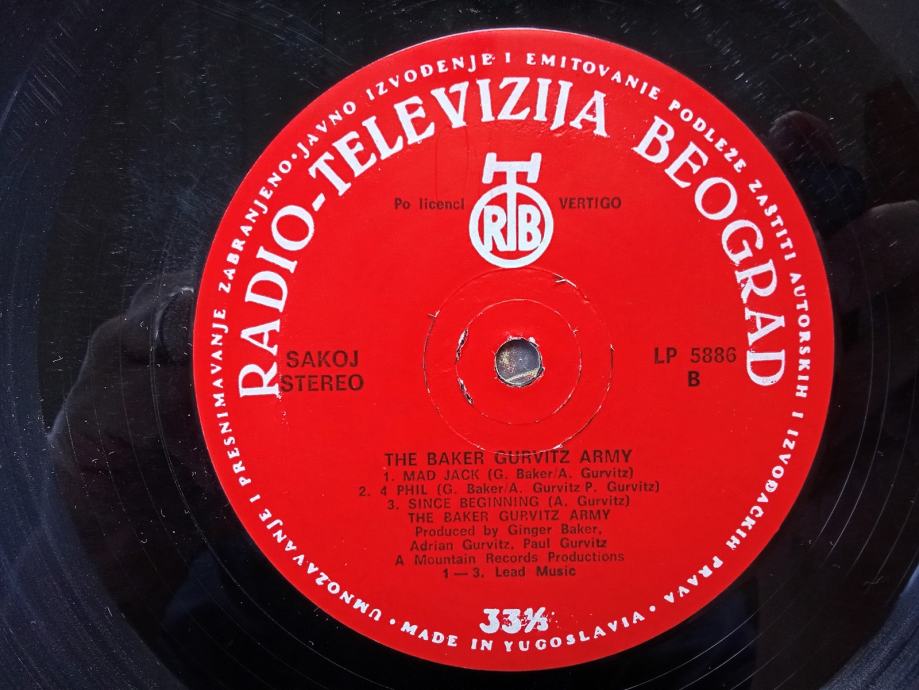 UMNOŽAVANJE I PRESNIMAVANJE ZABRANJENO • JAVNO IZVOĐENJE I EMITOVANJE PODLEŽE ZAŠTITI AUTORSKIH I IZVOĐAČKIH PRAVA •
RADIO-TELEVIZIJA BEOGRAD
Po licenci VERTIGO
RTB
SAKOJ
STEREO
LP 5886
B
THE BAKER GURVITZ ARMY
1. MAD JACK (G. Baker/A. Gurvitz)
2. 4 PHIL (G. Baker/A. Gurvitz P. Gurvitz)
3. SINCE BEGINNING (A. Gurvitz)
THE BAKER GURVITZ ARMY
Produced by Ginger Baker,
Adrian Gurvitz, Paul Gurvitz
A Mountain Records Productions
1—3. Lead Music
33⅓
MADE IN YUGOSLAVIA •